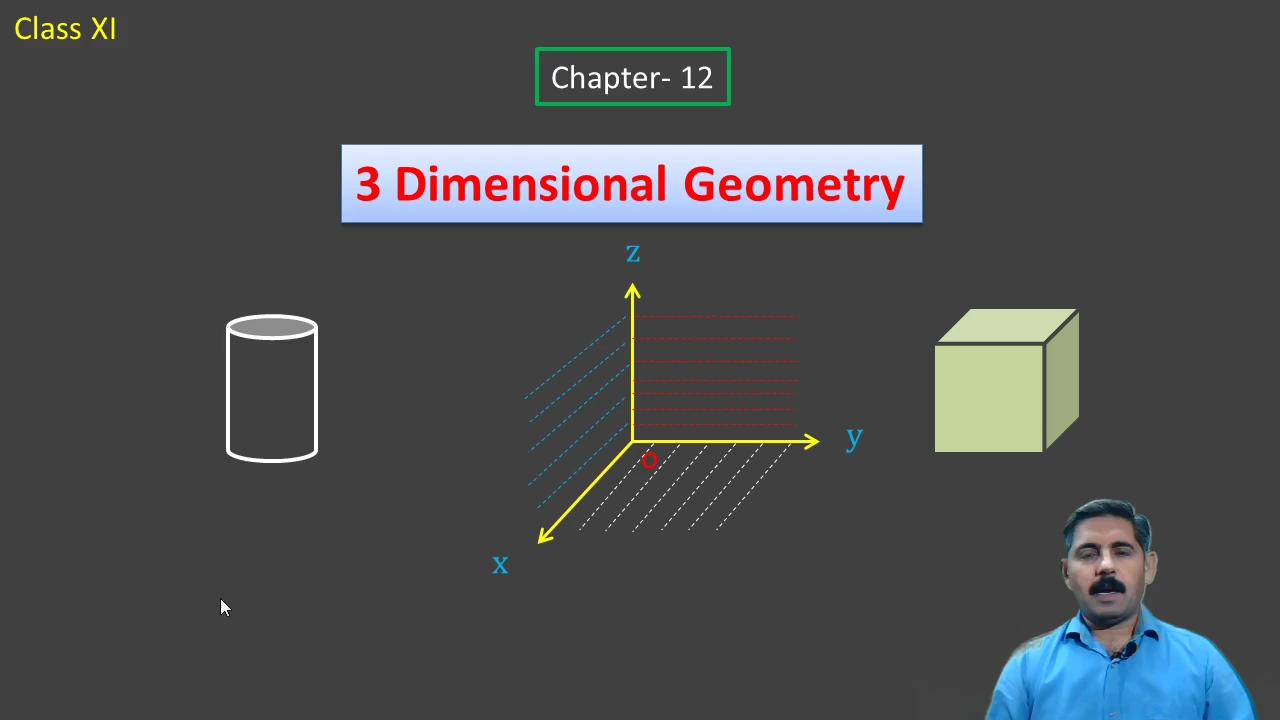 Class XI
Chapter- 12
3 Dimensional Geometry
z
y
O
x